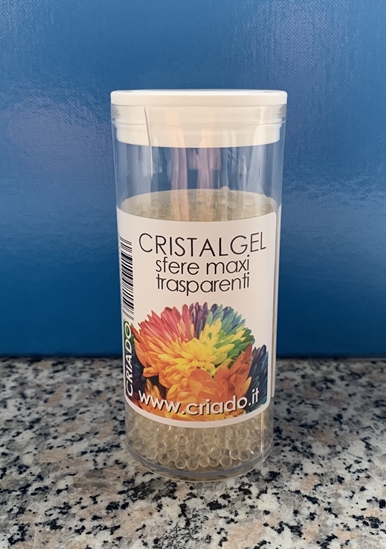 CRISTALGEL
sfere maxi
trasparenti
CRIADO
www.criado.it